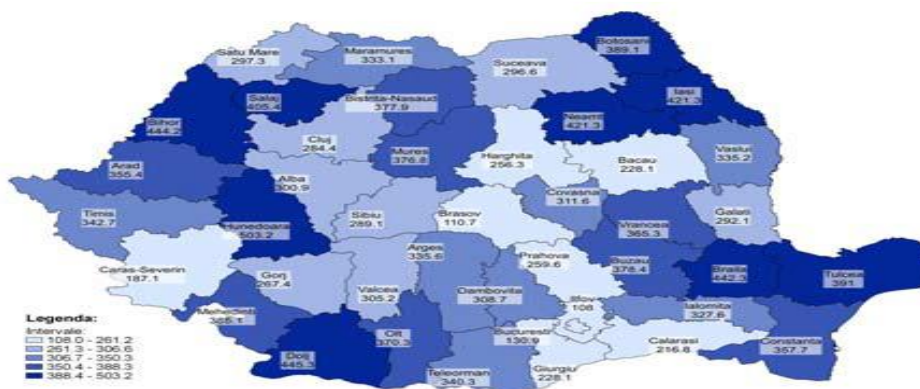 Botosani
389.1
Satu Mare
297.3
Maramures
333.1
Suceava
296.6
Iasi
421.3
Salaj
405.4
Bistrita-Nasaud
377.9
Neamt
421.3
Bihor
444.2
Cluj
284.4
Mures
376.8
Harghita
256.3
Bacau
228.1
Vaslui
335.2
Arad
355.4
Alba
300.9
Covasna
311.6
Timis
342.7
Hunedoara
503.2
Sibiu
289.1
Brasov
110.7
Vrancea
365.3
Galati
292.1
Caras-Severin
187.1
Gorj
267.4
Valcea
305.2
Arges
335.6
Prahova
259.6
Buzau
378.4
Braila
442.3
Tulcea
391
Dambovita
308.7
Ilfov
108
Ialomita
327.6
Mehedinti
365.1
Dolj
445.3
Olt
370.3
Teleorman
340.3
Bucuresti
130.9
Giurgiu
228.1
Calarasi
216.8
Constanta
357.7
Legenda:
Intervale:
108.0 - 261.2
261.3 - 306.6
306.7 - 350.3
350.4 - 388.3
388.4 - 503.2